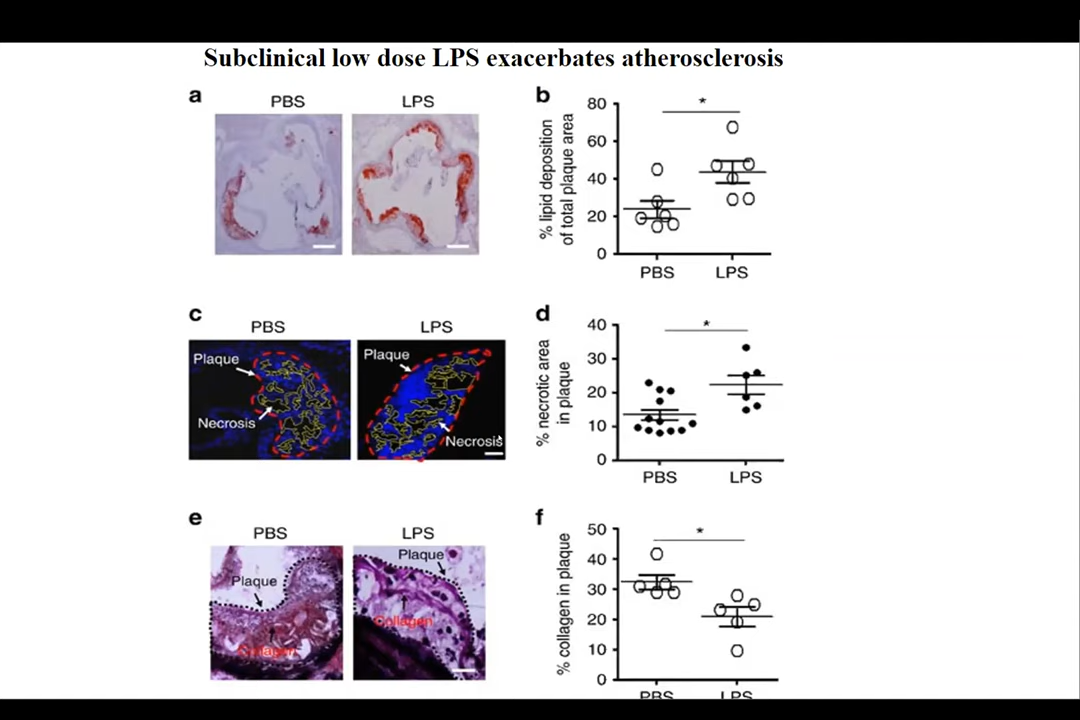 Subclinical low dose LPS exacerbates atherosclerosis
a
PBS
LPS
b
% lipid deposition
of total plaque area
80
60
40
20
0
*
PBS
LPS
c
PBS
LPS
Plaque
Necrosis
Plaque
Necrosis
d
% necrotic area
in plaque
40
30
20
10
0
*
PBS
LPS
e
PBS
LPS
Plaque
Collagen
Plaque
Collagen
f
% collagen in plaque
50
40
30
20
10
0
*
PBS
LPS